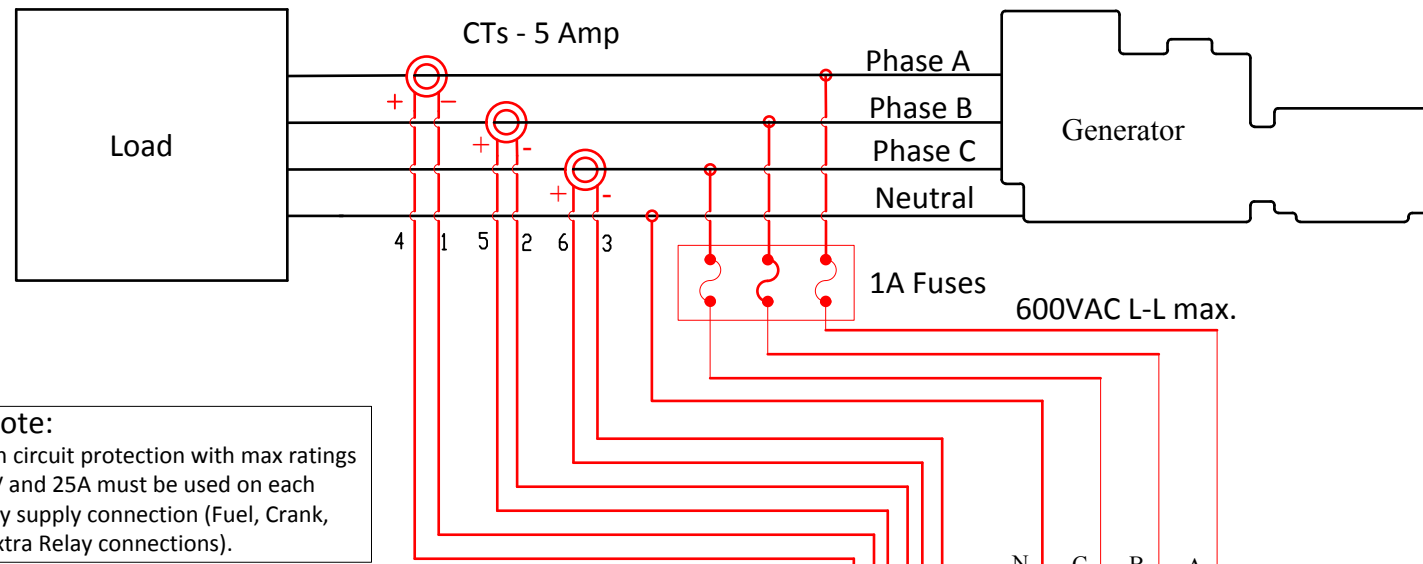 CTs - 5 Amp
Phase A
+ −
Phase B
Load
Generator
+ -
Phase C
+ -
Neutral
4 1 5 2 6 3
1A Fuses
600VAC L-L max.
ote:
circuit protection with max ratings
and 25A must be used on each
y supply connection (Fuel, Crank,
xtra Relay connections).
N C B A